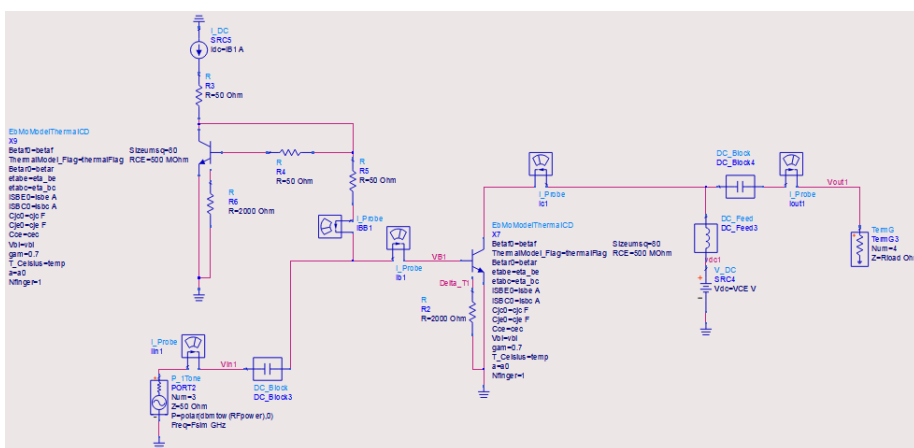 I_DC
SRC5
Idc=IB1 A
R
R3
R=50 Ohm
EbMoModelThermalCD
X9
Betaf0=betaf
Sizeumsq=80
ThermalModel_Flag=thermalFlag
RCE=500 MOhm
Betar0=betar
etabe=eta_be
etabc=eta_bc
ISBE0=Isbe A
ISBC0=Isbc A
Cjc0=cjc F
Cje0=cje F
Cce=cec
Vbi=vbi
gam=0.7
T_Celsius=temp
a=a0
Nfinger=1
R
R4
R=50 Ohm
R
R5
R=50 Ohm
R
R6
R=2000 Ohm
I_Probe
IBB1
I_Probe
Ib1
VB1
I_Probe
Ic1
EbMoModelThermalCD
X7
Betaf0=betaf
Sizeumsq=80
ThermalModel_Flag=thermalFlag
RCE=500 MOhm
Betar0=betar
etabe=eta_be
etabc=eta_bc
ISBE0=Isbe A
ISBC0=Isbc A
Cjc0=cjc F
Cje0=cje F
Cce=cec
Vbi=vbi
gam=0.7
T_Celsius=temp
a=a0
Nfinger=1
Delta_T1
R
R2
R=2000 Ohm
DC_Block
DC_Block4
I_Probe
Iout1
Vout1
DC_Feed
DC_Feed3
Vdc1
V_DC
SRC4
Vdc=VCE V
TermG
TermG3
Num=4
Z=Rload Oh
I_Probe
Iin1
Vin1
DC_Block
DC_Block3
P_1Tone
PORT2
Num=3
Z=50 Ohm
P=polar(dbmtow(RFpower),0)
Freq=Fsim GHz